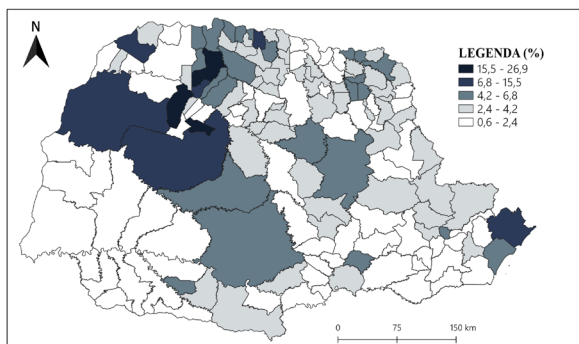 N
LEGENDA (%)
15,5 - 26,9
6,8 - 15,5
4,2 - 6,8
2,4 - 4,2
0,6 - 2,4
0 75 150 km